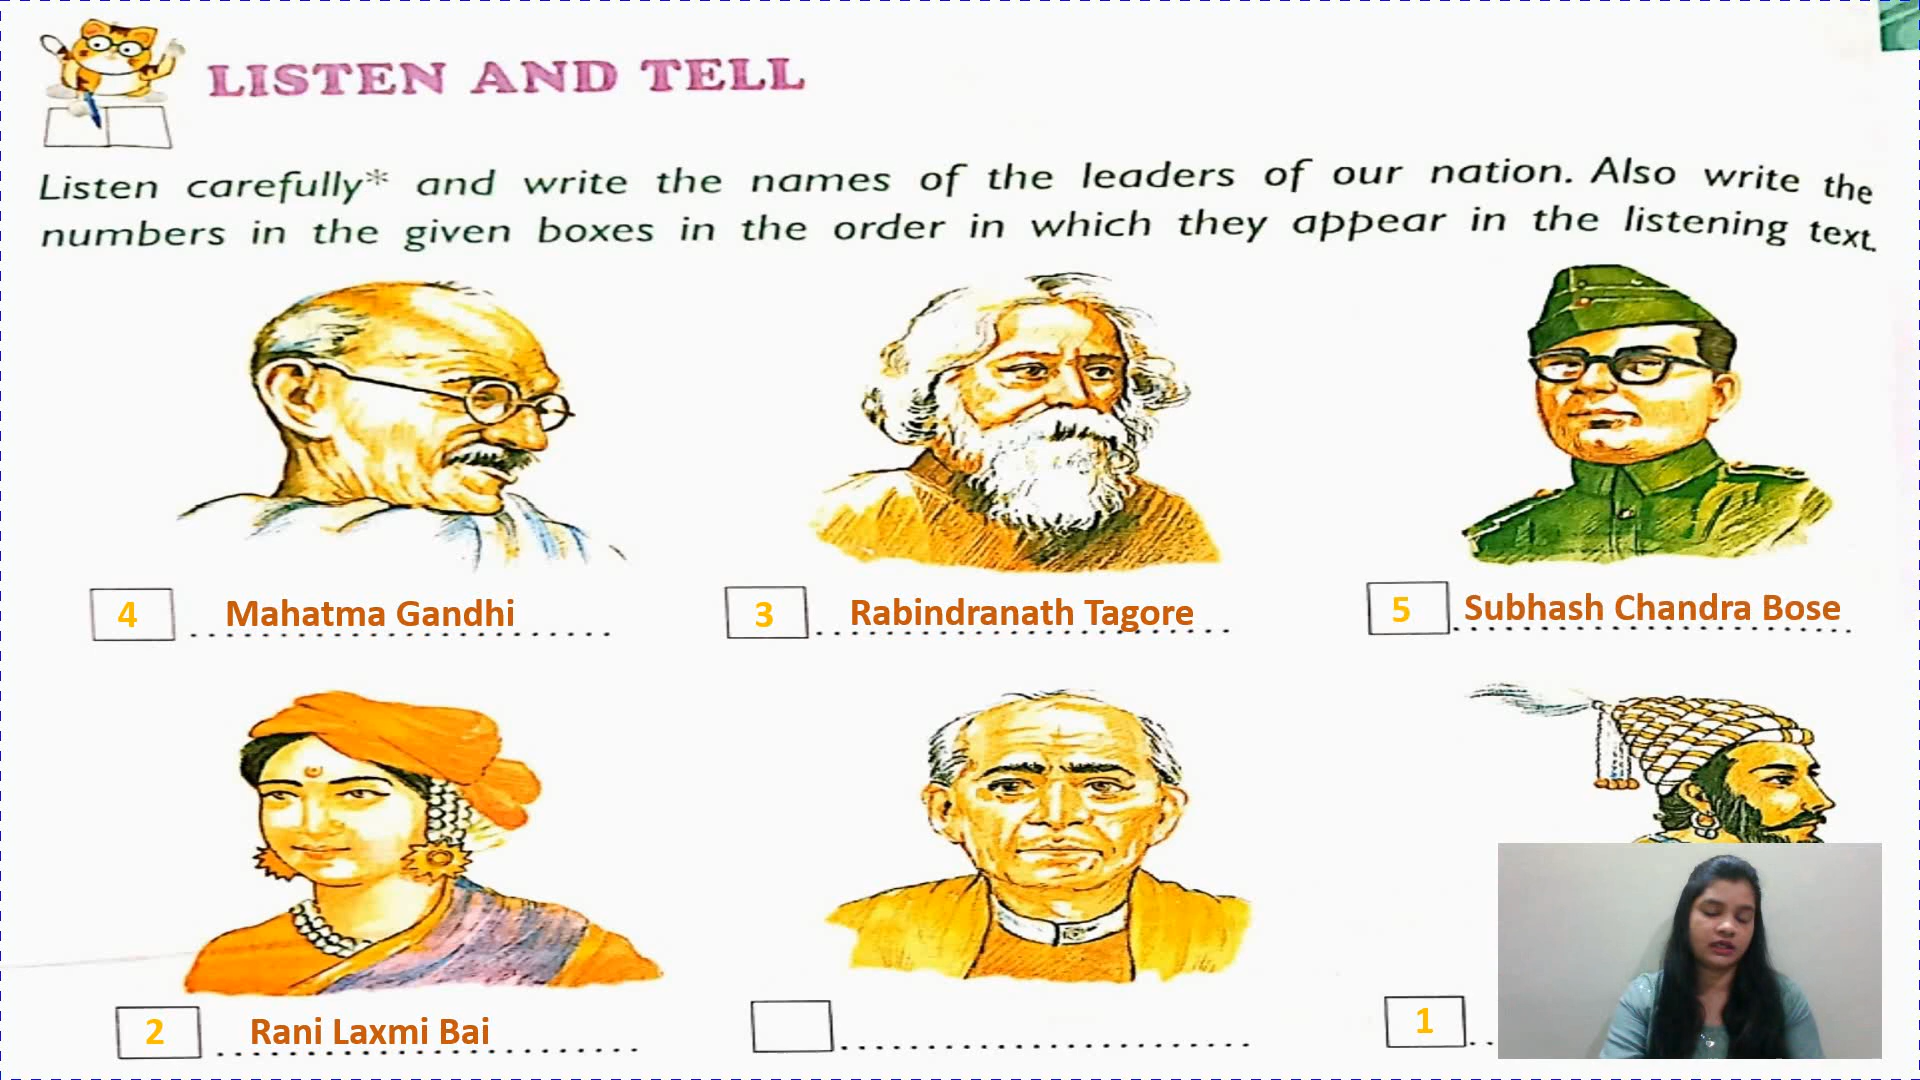 LISTEN AND TELL
Listen carefully* and write the names of the leaders of our nation. Also write the
numbers in the given boxes in the order in which they appear in the listening text.
4 Mahatma Gandhi
3 Rabindranath Tagore
5 Subhash Chandra Bose
2 Rani Laxmi Bai
1